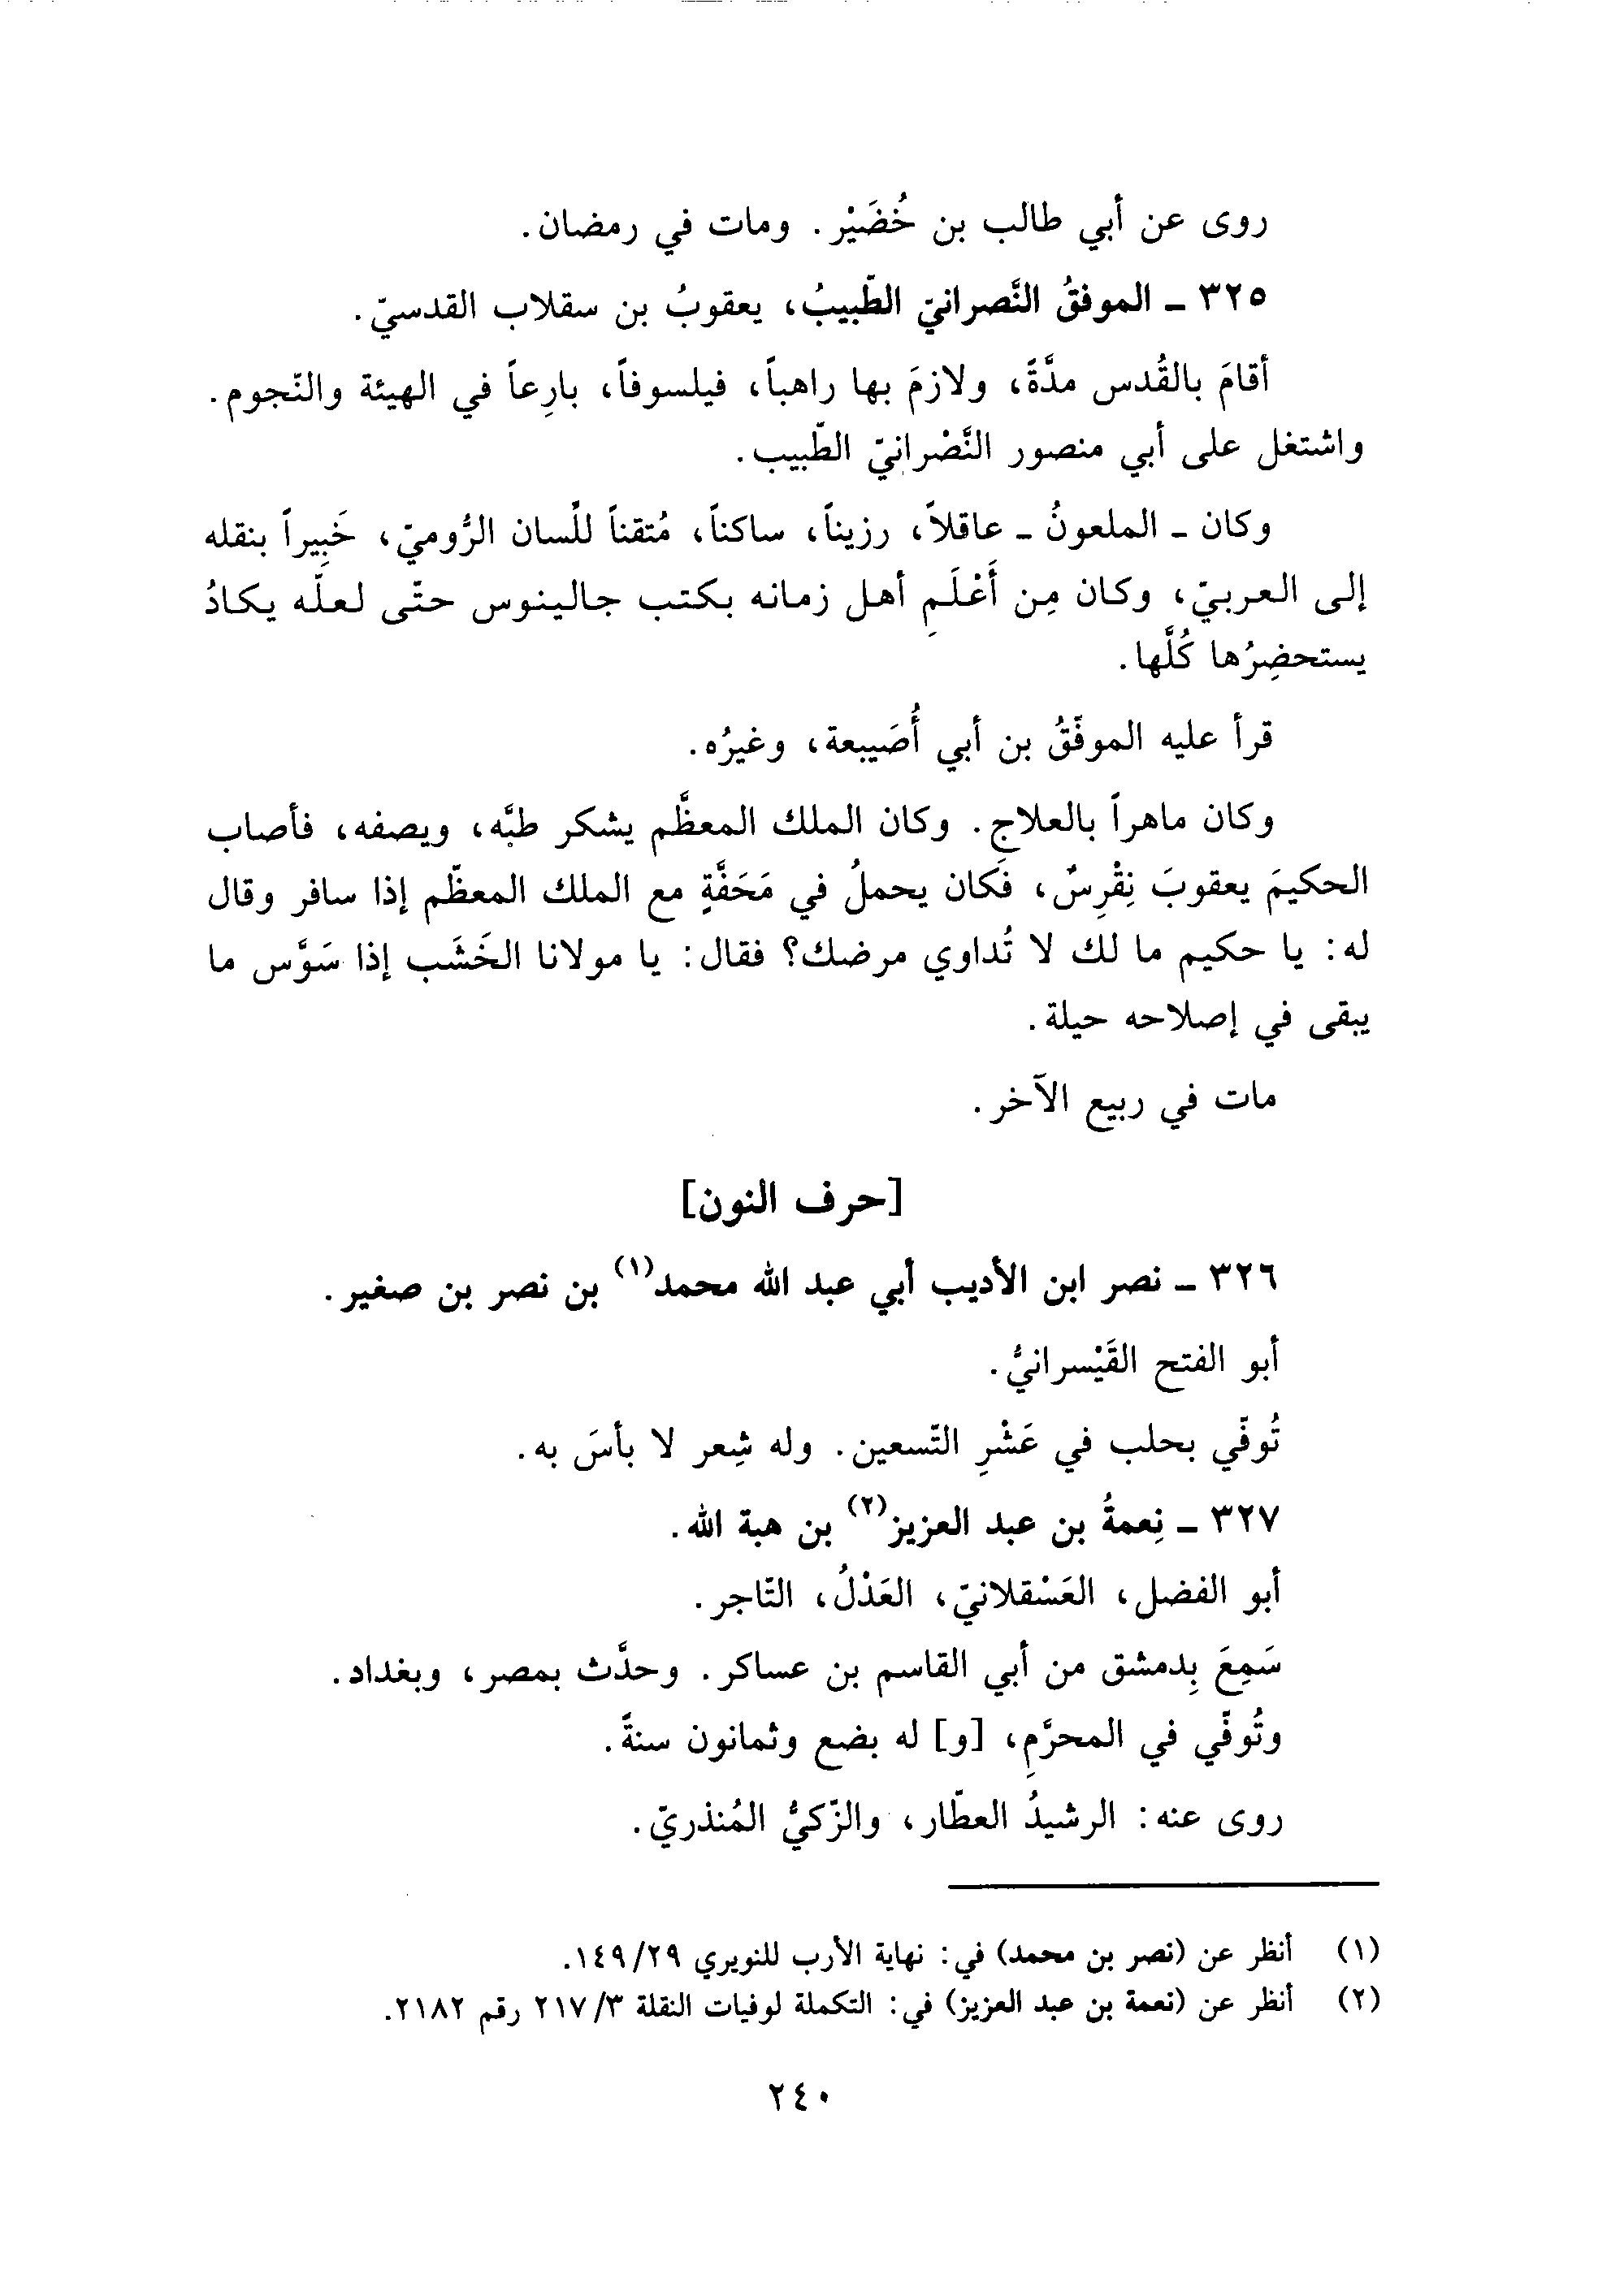 روى عن أبي طالب بن خُضَيْر. ومات في رمضان.
٣٢٥ ـ الموفقُ النَّصرانيّ الطَّبيبُ، يعقوبُ بن سقلاب القدسيّ.
أقامَ بالقُدس مدَّةً، ولازمَ بها راهباً، فيلسوفاً، بارِعاً في الهيئة والنّجوم.
واشتغل على أبي منصور النَّصْرانيّ الطّبيب.
وكان ـ الملعونُ ـ عاقلاً، رزيناً، ساكناً، مُتقناً للّسان الرُّوميّ، خَبِيراً بنقله
إلى العربيّ، وكان مِن أَعْلَمِ أهل زمانه بكتب جالينوس حتّى لعلّه يكادُ
يستحضِرُها كُلَّها.
قرأ عليه الموفّقُ بن أبي أُصَيبعة، وغيرُه.
وكان ماهراً بالعلاج. وكان الملك المعظَّم يشكر طبَّه، ويصفه، فأصاب
الحكيمَ يعقوبَ نِقْرِسٌ، فَكان يحملُ في مَحَفَّةٍ مع الملك المعظّم إذا سافر وقال
له: يا حكيم ما لك لا تُداوي مرضك؟ فقال: يا مولانا الخَشَب إذا سَوَّس ما
يبقى في إصلاحه حيلة.
مات في ربيع الآخر.
[حرف النون]
٣٢٦ ـ نصر ابن الأديب أبي عبد الله محمد(١) بن نصر بن صغير.
أبو الفتح القَيْسرانيُّ.
تُوفّي بحلب في عَشْرِ التّسعين. وله شِعر لا بأسَ به.
٣٢٧ ـ نِعمةُ بن عبد العزيز(٢) بن هبة الله.
أبو الفضل، العَسْقلانيّ، العَدْلُ، التّاجر.
سَمِعَ بِدمشق من أبي القاسم بن عساكر. وحدَّث بمصر، وبغداد.
وتُوفّي في المحرَّمِ، [و] له بضع وثمانون سنةً.
روى عنه: الرشيدُ العطّار، والزّكيُّ المُنذريّ.
(١) أنظر عن (نصر بن محمد) في: نهاية الأرب للنويري ١٤٩/٢٩.
(٢) أنظر عن (نعمة بن عبد العزيز) في: التكملة لوفيات النقلة ٢١٧/٣ رقم ٢١٨٢.
٢٤٠